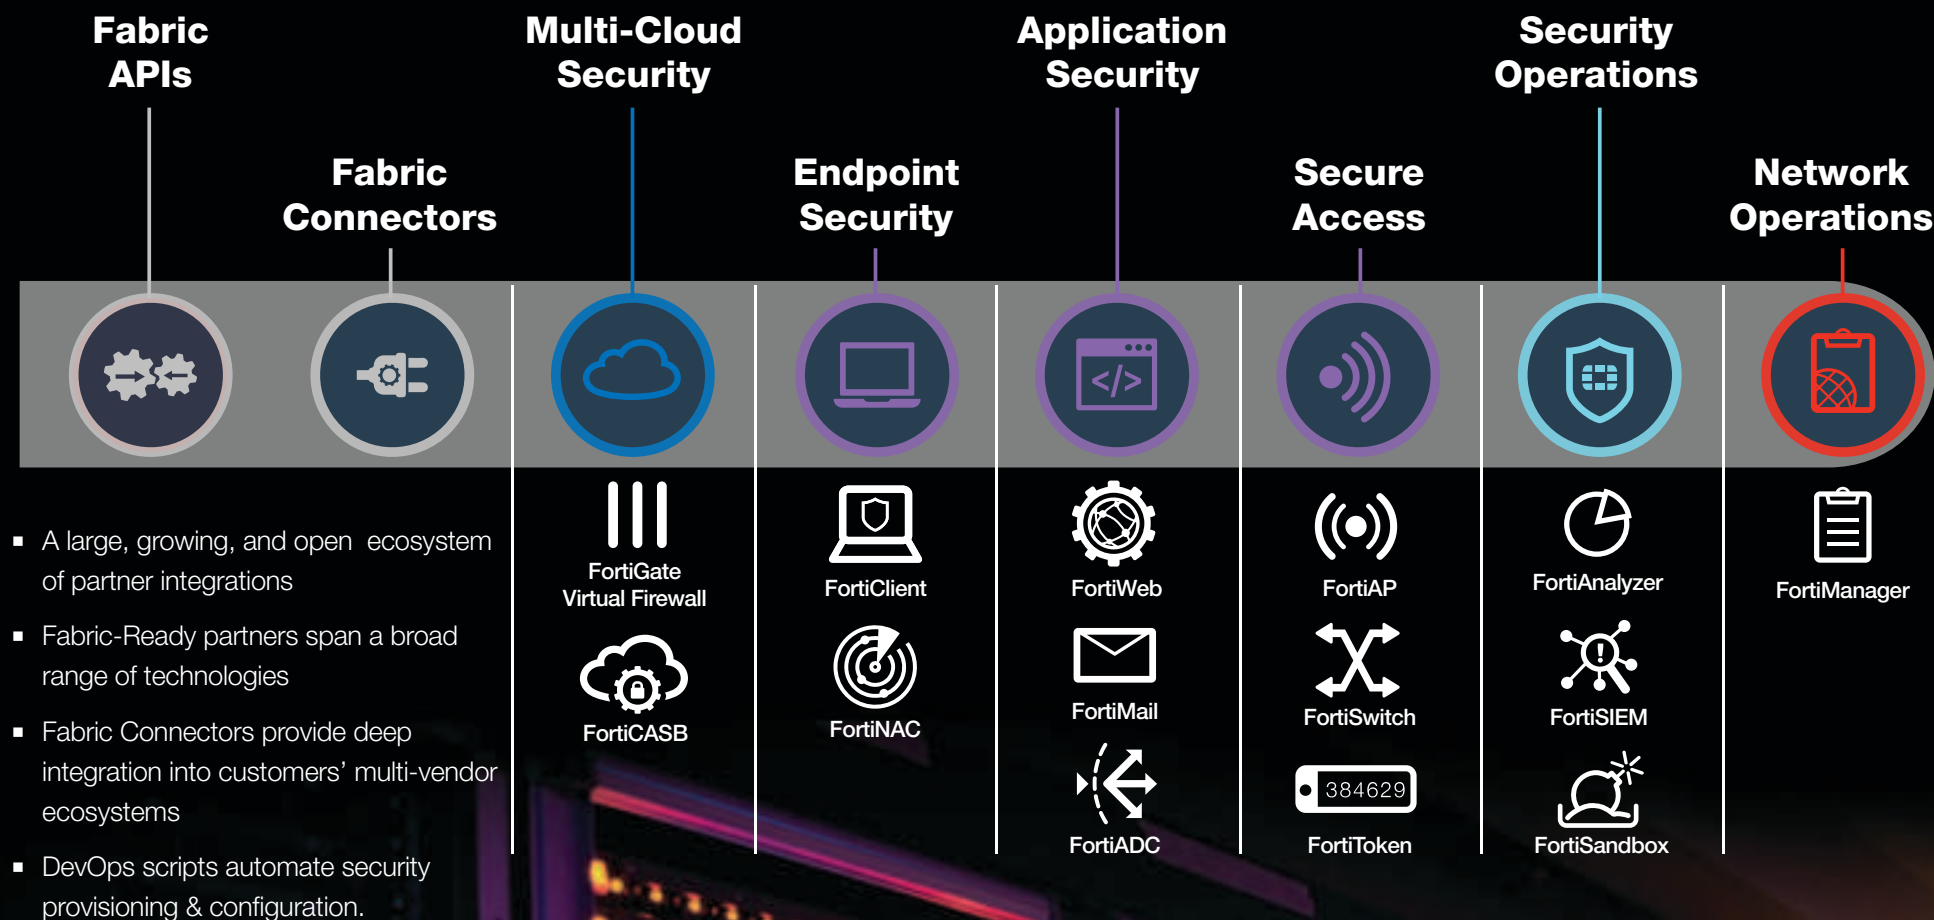 Fabric
APIs
Multi-Cloud
Security
Application
Security
Security
Operations
Fabric
Connectors
Endpoint
Security
Secure
Access
Network
Operations
</>
▪ A large, growing, and open ecosystem
of partner integrations
▪ Fabric-Ready partners span a broad
range of technologies
▪ Fabric Connectors provide deep
integration into customers’ multi-vendor
ecosystems
▪ DevOps scripts automate security
provisioning & configuration.
FortiGate
Virtual Firewall
FortiCASB
FortiClient
FortiNAC
FortiWeb
FortiMail
FortiADC
FortiAP
FortiSwitch
384629
FortiToken
FortiAnalyzer
!
FortiSIEM
FortiSandbox
FortiManager